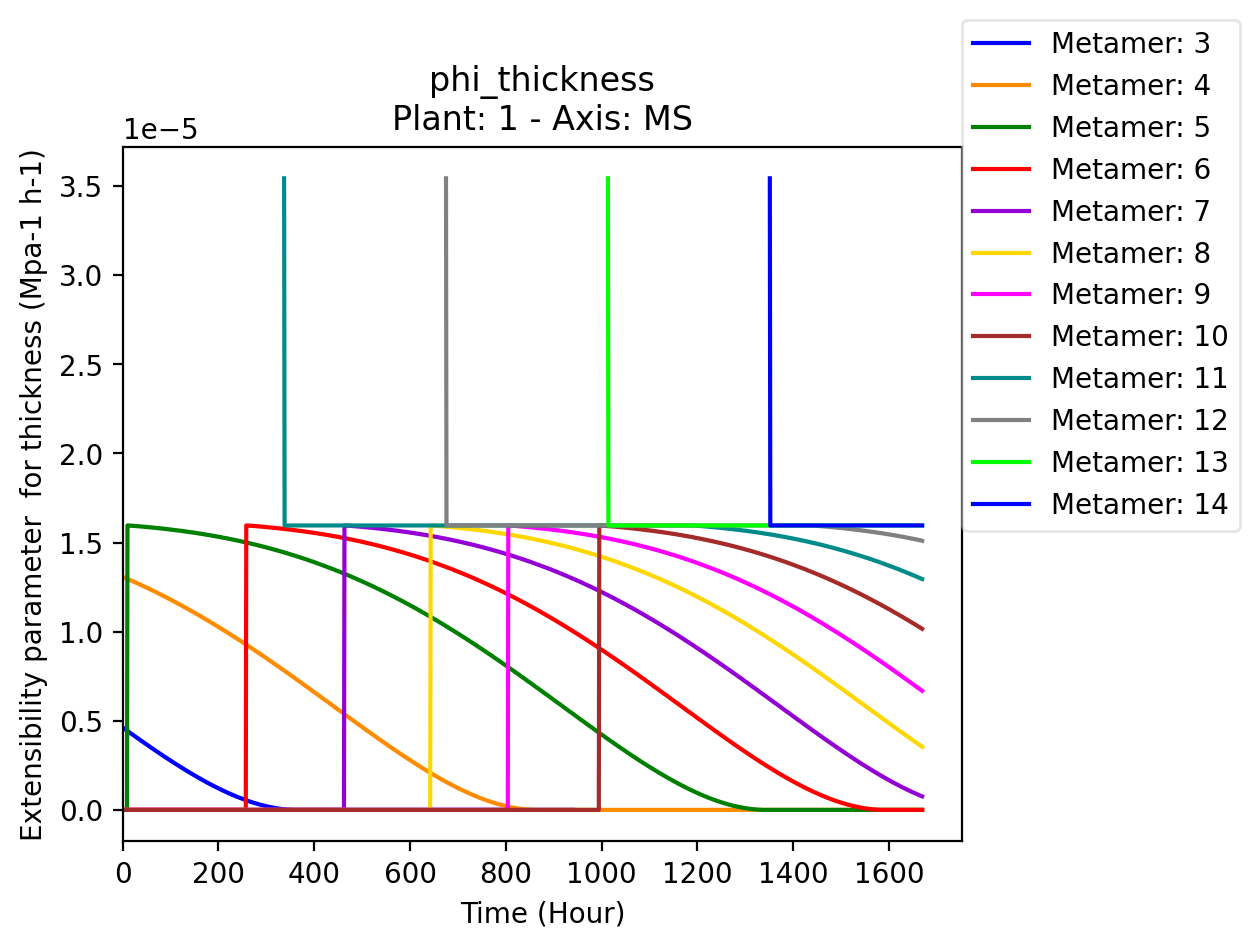 phi_thickness
Plant: 1 - Axis: MS
1e−5
Extensibility parameter  for thickness (Mpa-1 h-1)
3.5
3.0
2.5
2.0
1.5
1.0
0.5
0.0
0 200 400 600 800 1000 1200 1400 1600
Time (Hour)
Metamer: 3
Metamer: 4
Metamer: 5
Metamer: 6
Metamer: 7
Metamer: 8
Metamer: 9
Metamer: 10
Metamer: 11
Metamer: 12
Metamer: 13
Metamer: 14